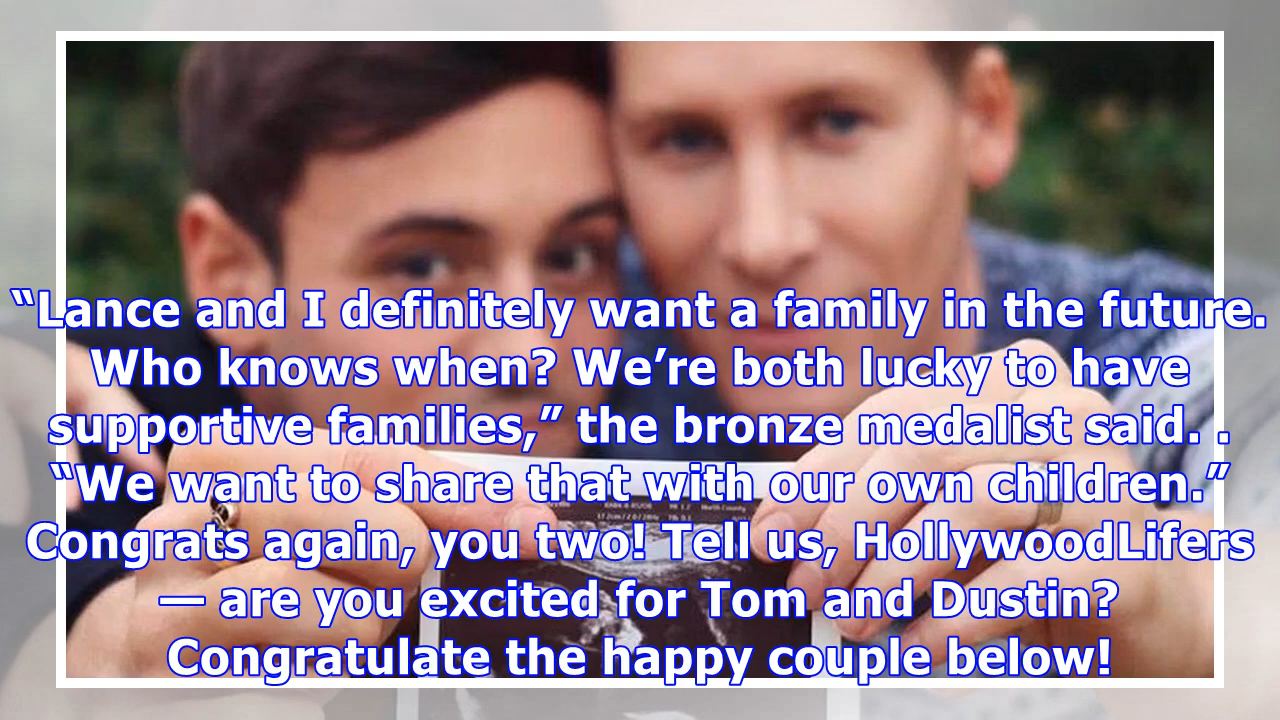 “Lance and I definitely want a family in the future.
Who knows when? We’re both lucky to have
supportive families,” the bronze medalist said. .
“We want to share that with our own children.”
Congrats again, you two! Tell us, HollywoodLifers
— are you excited for Tom and Dustin?
Congratulate the happy couple below!
North County